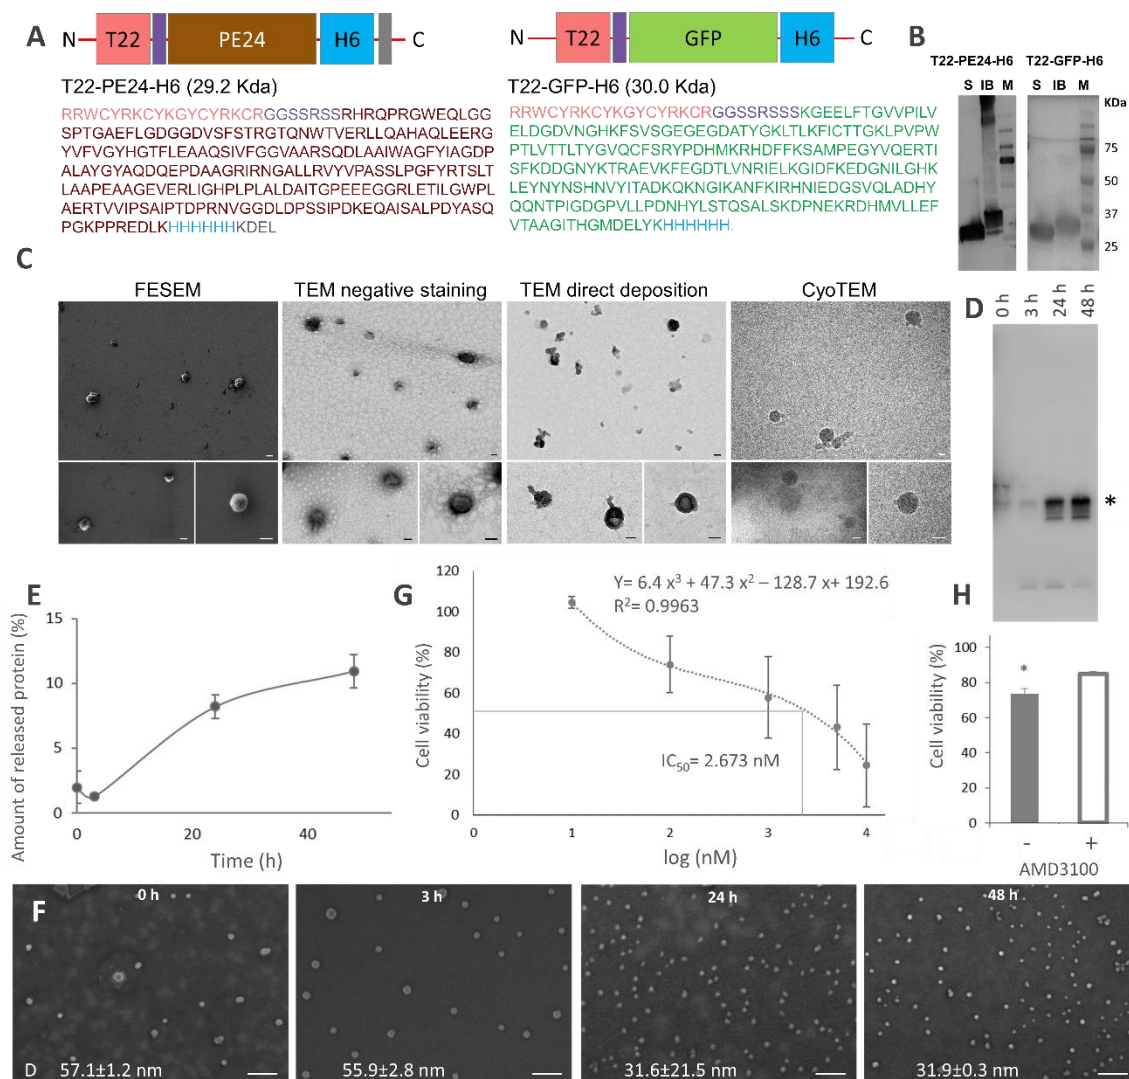 A
N
T22
PE24
H6
C
T22-PE24-H6 (29.2 Kda)
RRWCYRKCYKGYCYRKCRGGSSRSSRHRQPRGWEQLGG
SPTGAEFLGDGGDVSFSTRGTQNWTVERLLQAHAQLEERG
YVFVGYHGTFLEAAQSIVFGGVAARSQDLAAIWAGFYIAGDP
ALAYGYAQDQEPDAAGRIRNGALLRVYVPASSLPGFYRTSLT
LAAPEAAGEVERLIGHPLPLALDAITGPEEEGGRLETILGWPL
AERTVVIPSAIPTDPRNVGGDLDPSSIPDKEQAISALPDYASQ
PGKPPREDLKHHHHHHKDEL
N
T22
GFP
H6
C
T22-GFP-H6 (30.0 Kda)
RRWCYRKCYKGYCYRKCRGGSSRSSSKGEELFTGVVPILV
ELDGDVNGHKFSVSGEGEGDATYGKLTLKFICTTGKLPVPWP
PTLVTTLTYGVQCFSRYPDHMKRHDFFKSAMPEGYVQERTI
SFKDDGNYKTRAEVKFEGDTLVNRIELKGIDFKEDGNILGHK
LEYNYNSHNVYITADKQKNGIKANFKIRHNIEDGSVQLADHY
QQNTPIGDGPVLLPDNHYLSTQSALSKDPNEKRDHMVLLEF
VTAAGITHGMDELYKHHHHHH.
B
T22-PE24-H6 T22-GFP-H6
S IB M S IB M
KDa
75
50
37
25
C
FESEM
TEM negative staining
TEM direct deposition
CyoTEM
D
0 h
3 h
24 h
48 h
*
E
Amount of released protein (%)
15
10
5
0
0 20 40
Time (h)
G
Cell viability (%)
120
100
80
60
40
20
0
0 1 2 3 4
log (nM)
Y= 6.4 x³ + 47.3 x² – 128.7 x+ 192.6
R²= 0.9963
IC₅₀= 2.673 nM
H
Cell viability (%)
100
80
60
40
20
0
*
- +
AMD3100
F
0 h
3 h
24 h
48 h
D 57.1±1.2 nm
55.9±2.8 nm
31.6±21.5 nm
31.9±0.3 nm